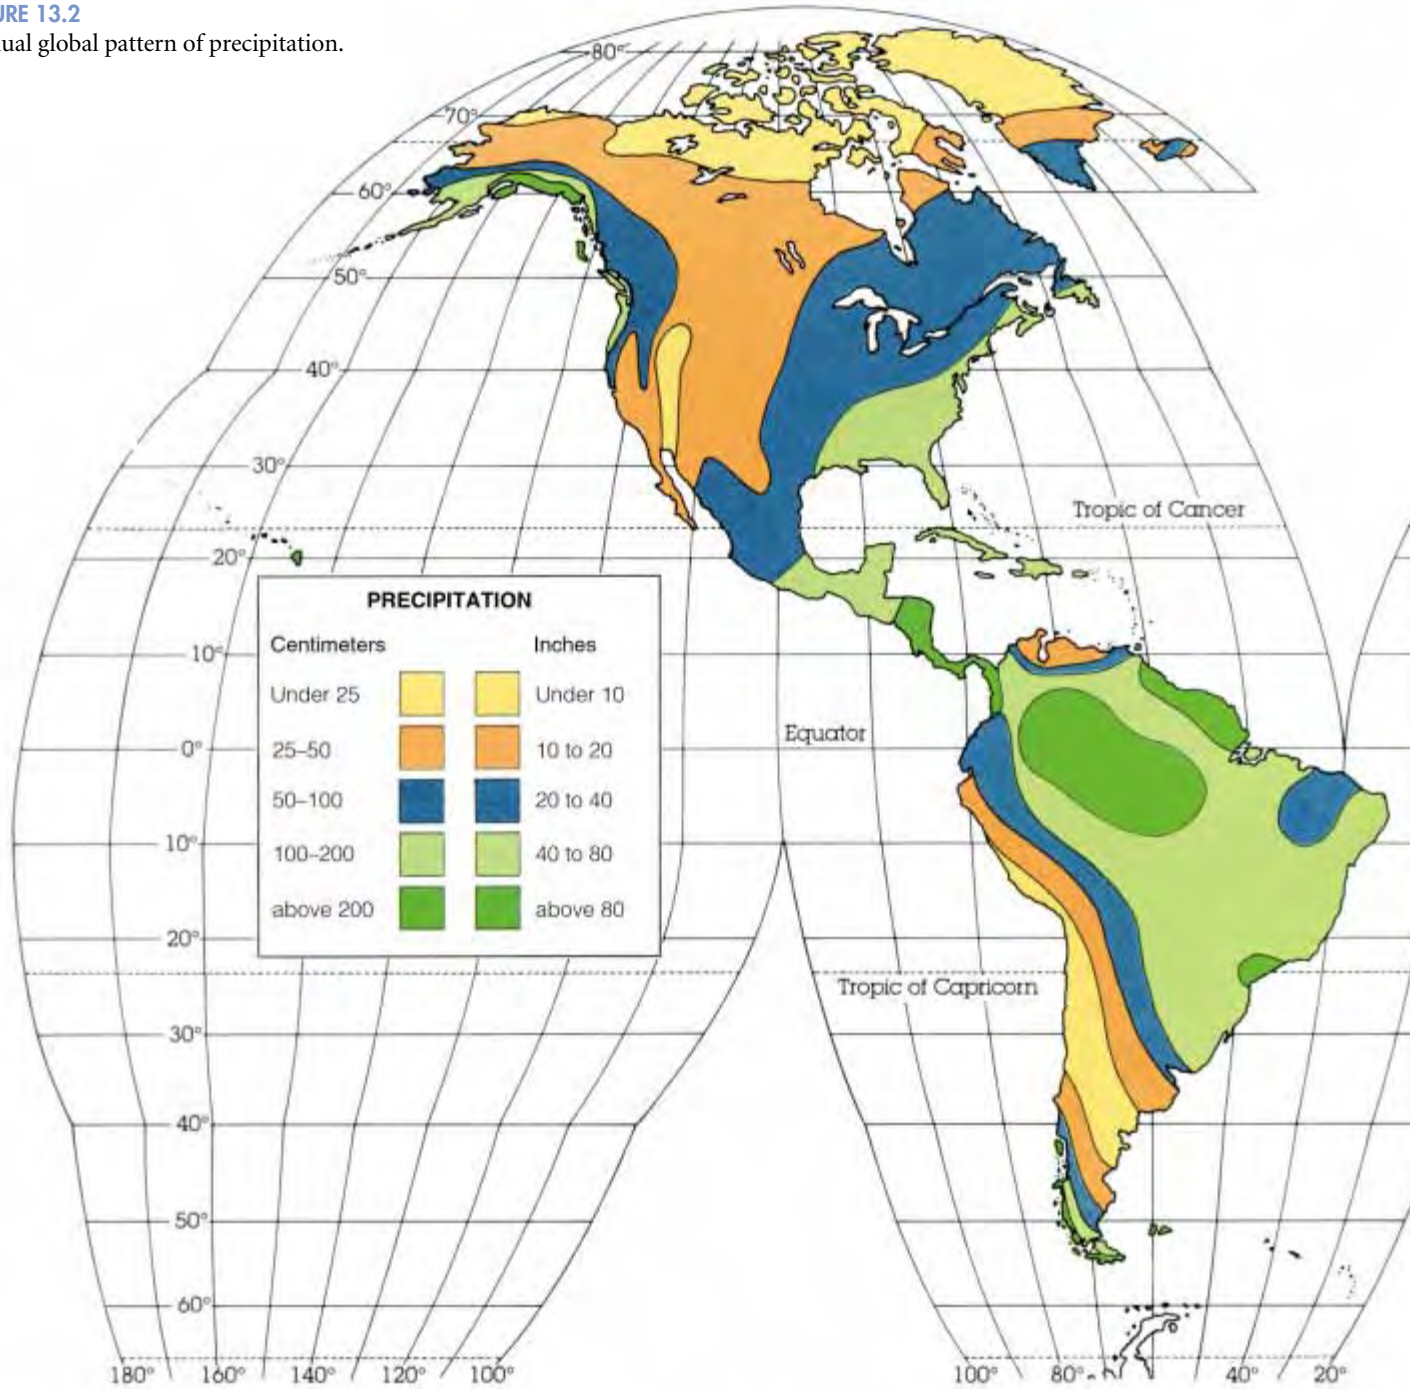 URE 13.2
ual global pattern of precipitation.
80°
70°
60°
50°
40°
30°
Tropic of Cancer
20°
PRECIPITATION
Centimeters Inches
10°
Under 25 Under 10
Equator
0°
25–50 10 to 20
50–100 20 to 40
10°
100–200 40 to 80
above 200 above 80
20°
Tropic of Capricorn
30°
40°
50°
60°
180° 160° 140° 120° 100° 100° 80° 40° 20°